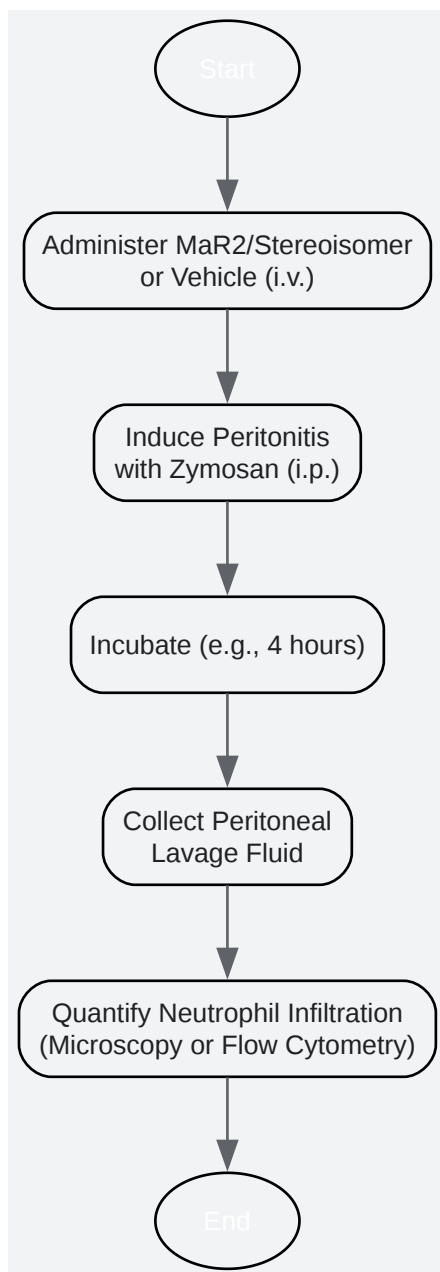 Start
Administer MaR2/Stereoisomer
or Vehicle (i.v.)
Induce Peritonitis
with Zymosan (i.p.)
Incubate (e.g., 4 hours)
Collect Peritoneal
Lavage Fluid
Quantify Neutrophil Infiltration
(Microscopy or Flow Cytometry)
End